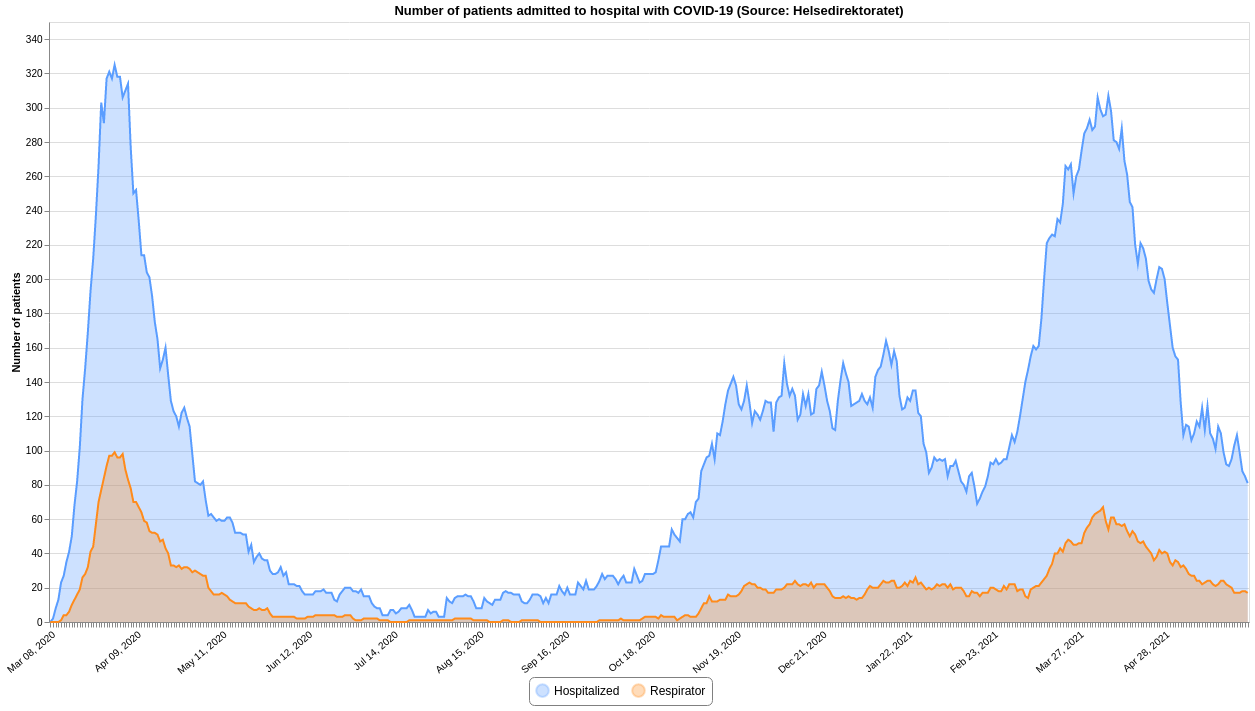 Number of patients admitted to hospital with COVID-19 (Source: Helsedirektoratet)
Number of patients
340
320
300
280
260
240
220
200
180
160
140
120
100
80
60
40
20
0
Mar 08, 2020
Apr 09, 2020
May 11, 2020
Jun 12, 2020
Jul 14, 2020
Aug 15, 2020
Sep 16, 2020
Oct 18, 2020
Nov 19, 2020
Dec 21, 2020
Jan 22, 2021
Feb 23, 2021
Mar 27, 2021
Apr 28, 2021
Hospitalized
Respirator